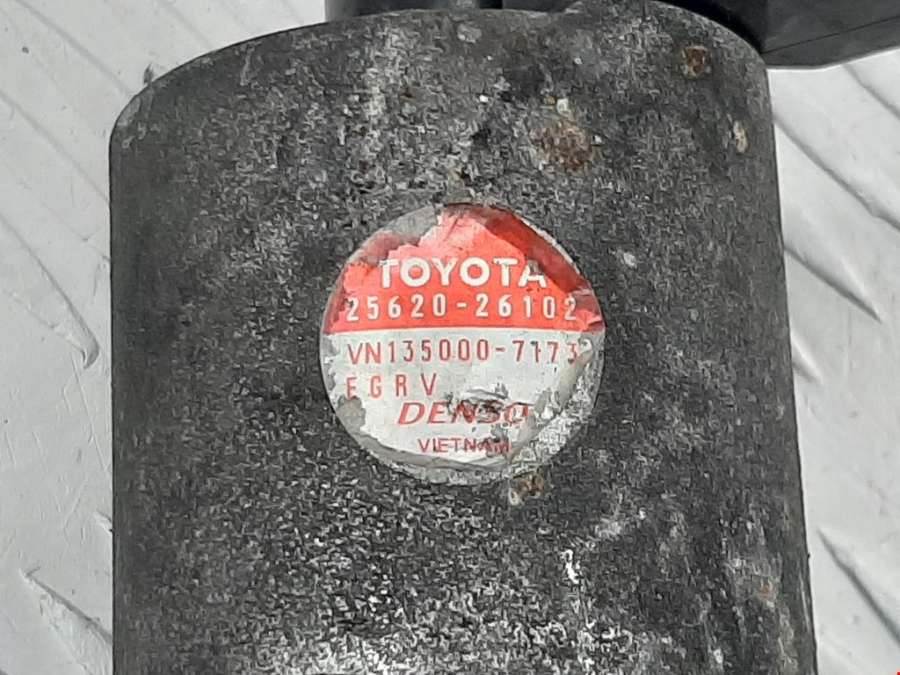 TOYOTA
25620-26102
VN135000-7173
EGRV
DENSO
VIETNAM